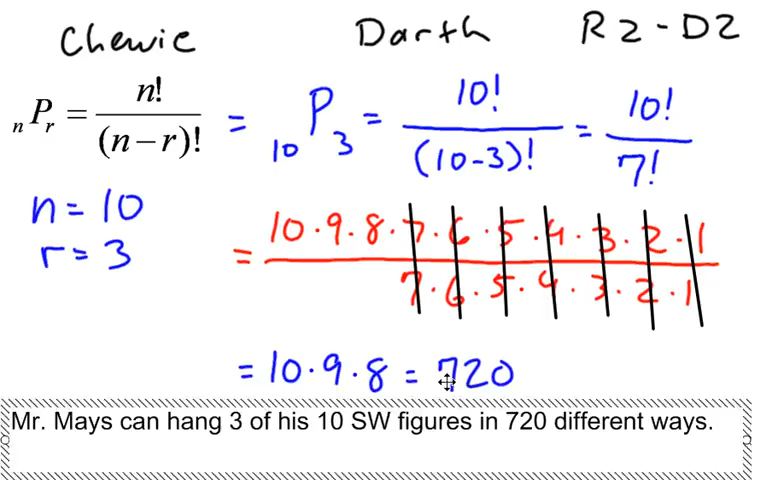 Chewie Darth R2-D2
nPr = n! / (n−r)! = 10P3 = 10! / (10-3)! = 10! / 7!
n = 10
r = 3
= 10·9·8·7·6·5·4·3·2·1 / 7·6·5·4·3·2·1
= 10·9·8 = 720
Mr. Mays can hang 3 of his 10 SW figures in 720 different ways.